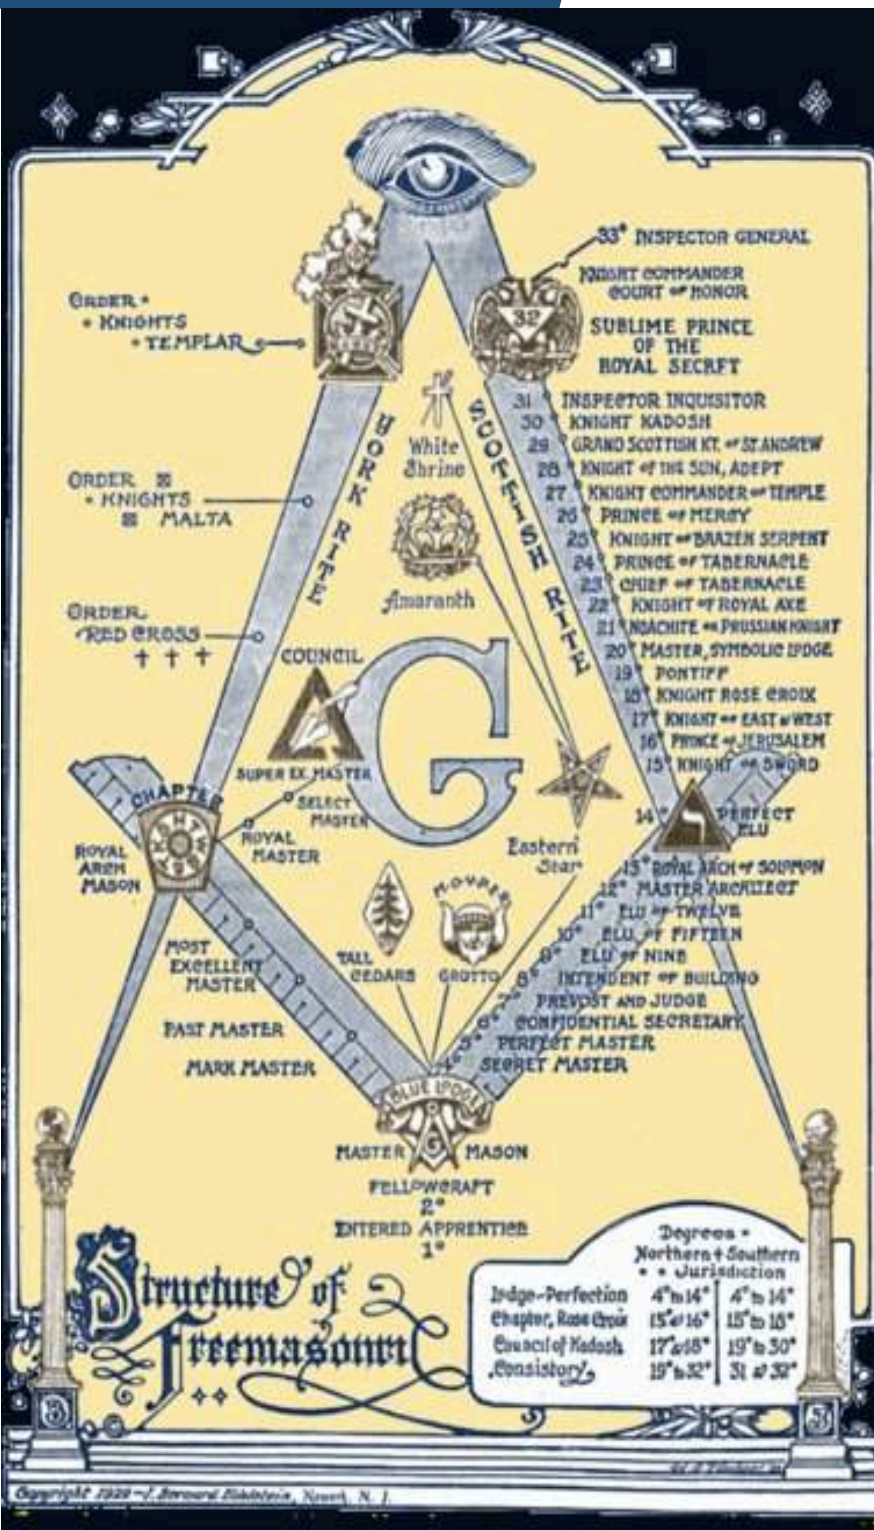 33° INSPECTOR GENERAL
KNIGHT COMMANDER
COURT OF HONOR
32
SUBLIME PRINCE
OF THE
ROYAL SECRET
ORDER
KNIGHTS
TEMPLAR
31° INSPECTOR INQUISITOR
30° KNIGHT KADOSH
29° GRAND SCOTTISH KT. OF ST. ANDREW
28° KNIGHT OF THE SUN, ADEPT
27° KNIGHT COMMANDER OF TEMPLE
26° PRINCE OF MERCY
25° KNIGHT OF BRAZEN SERPENT
24° PRINCE OF TABERNACLE
23° CHIEF OF TABERNACLE
22° KNIGHT OF ROYAL AXE
21° NOACHITE OR PRUSSIAN KNIGHT
20° MASTER, SYMBOLIC LODGE
19° PONTIFF
18° KNIGHT ROSE CROIX
17° KNIGHT OF EAST & WEST
16° PRINCE OF JERUSALEM
15° KNIGHT OF SWORD
14° PERFECT
ELU
13° ROYAL ARCH OF SOLOMON
12° MASTER ARCHITECT
11° ELU OF TWELVE
10° ELU OF FIFTEEN
9° ELU OF NINE
8° INTENDENT OF BUILDING
7° PREVOST AND JUDGE
6° CONFIDENTIAL SECRETARY
5° PERFECT MASTER
4° SECRET MASTER
YORK RITE
SCOTTISH RITE
White
Shrine
Amaranth
ORDER
KNIGHTS
MALTA
ORDER
RED CROSS
COUNCIL
G
SUPER EX. MASTER
SELECT
MASTER
ROYAL
MASTER
CHAPTER
HTWSSTKS
ROYAL
ARCH
MASON
Eastern
Star
MOST
EXCELLENT
MASTER
PAST MASTER
MARK MASTER
TALL
CEDARS
M.O.V.P.E.R.
GROTTO
BLUE LODGE
G
MASTER MASON
FELLOWCRAFT
2°
ENTERED APPRENTICE
1°
Structure of
Freemasonry
Degrees
Northern & Southern
Jurisdiction
Lodge-Perfection 4° to 14° 4° to 14°
Chapter, Rose Croix 15° & 16° 15° to 18°
Council of Kadosh 17° & 18° 19° to 30°
Consistory 19° to 32° 31 & 32°
Copyright 1929 - J. Bernard Newark, N. J.